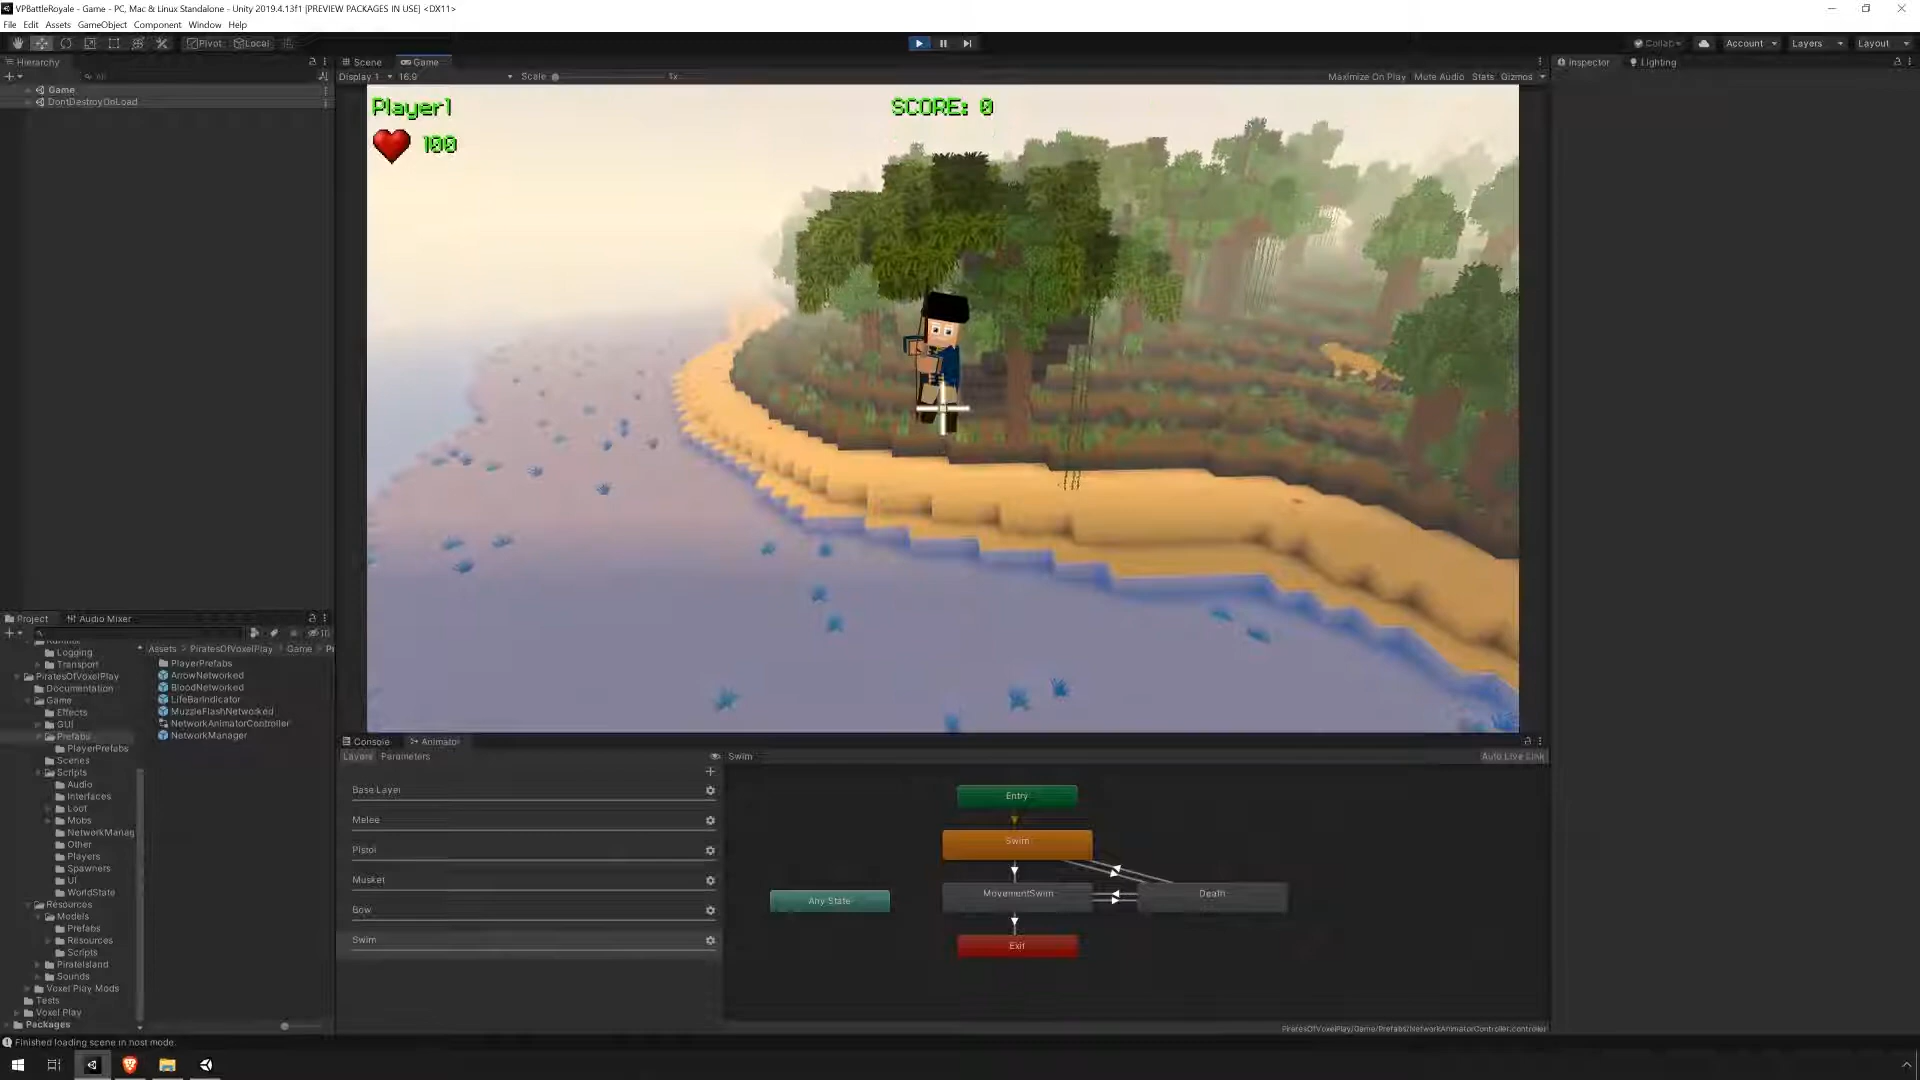 VPBattleRoyale - Game - PC, Mac & Linux Standalone - Unity 2019.4.13f1 [PREVIEW PACKAGES IN USE] <DX11>
File Edit Assets GameObject Component Window Help
Pivot Local Collab Account Layers Layout
Hierarchy Scene Game Inspector Lighting
All Display 1 16:9 Scale 1x Maximize On Play Mute Audio Stats Gizmos
Game
DontDestroyOnLoad
Player1 SCORE: 0
100
Project Audio Mixer
Logging
Transport
PiratesOfVoxelPlay
Documentation
Game
Effects
GUI
Prefabs
PlayerPrefabs
Scenes
Scripts
Audio
Interfaces
Loot
Mobs
NetworkManag
Other
Players
Spawners
UI
WorldState
Resources
Models
Prefabs
Resources
Scripts
PirateIsland
Sounds
Voxel Play Mods
Tests
Voxel Play
Packages
Assets > PiratesOfVoxelPlay > Game > P
PlayerPrefabs
ArrowNetworked
BloodNetworked
LifeBarIndicator
MuzzleFlashNetworked
NetworkAnimatorController
NetworkManager
Console Animator
Layers Parameters Swim Auto Live Link
Base Layer
Melee
Pistol
Musket
Bow
Swim
Entry
Swim
MovementSwim Death
Any State
Exit
PiratesOfVoxelPlay/Game/Prefabs/NetworkAnimatorController.controller
Finished loading scene in host mode.